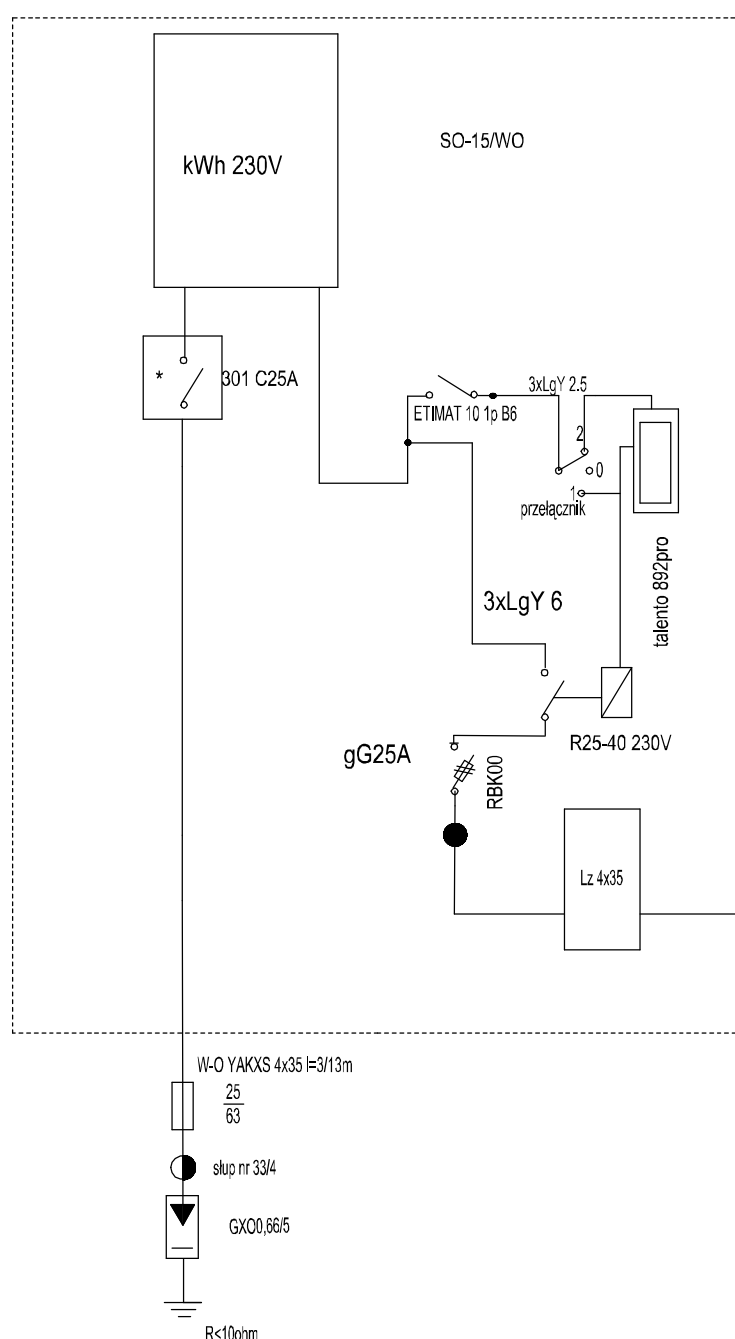 kWh 230V
SO-15/WO
*
301 C25A
3xLgY 2.5
ETIMAT 10 1p B6
2
0
1
przełącznik
talento 892pro
3xLgY 6
R25-40 230V
gG25A
RBK00
Lz 4x35
W-O YAKXS 4x35 l=3/13m
25
63
słup nr 33/4
GXO0,66/5
R<10ohm